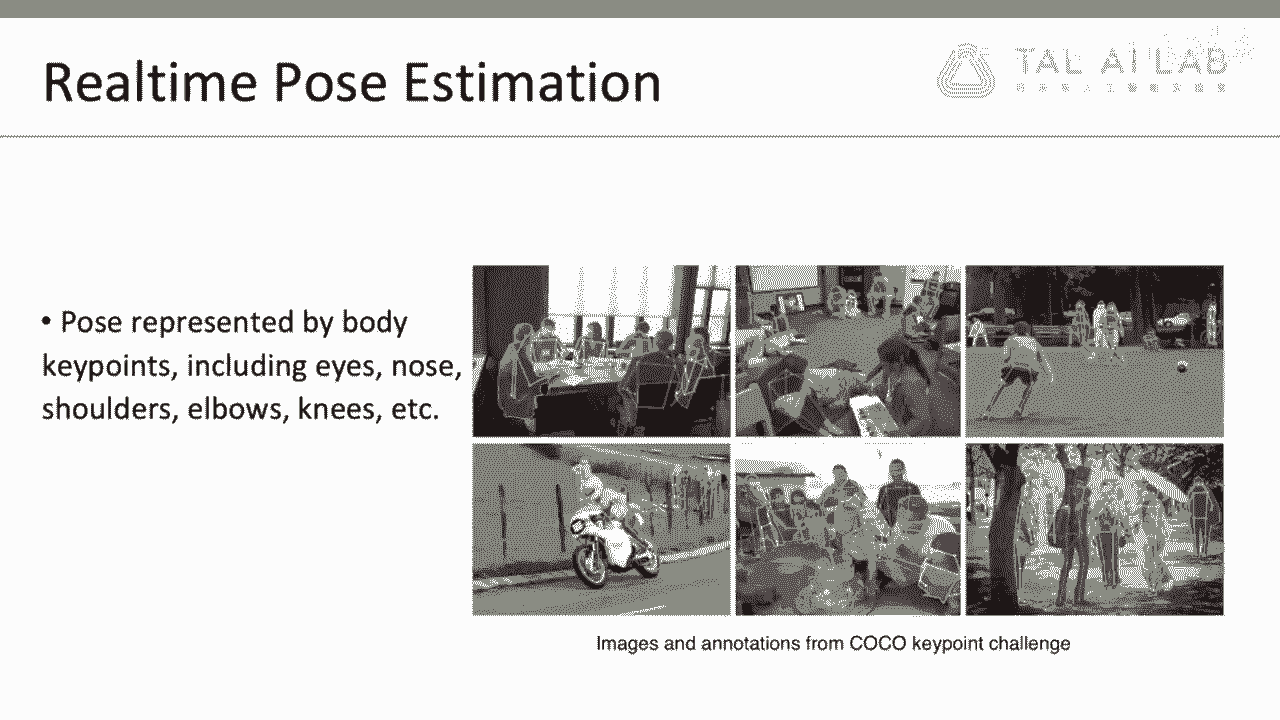 Realtime Pose Estimation
TAL AI LAB
• Pose represented by body
keypoints, including eyes, nose,
shoulders, elbows, knees, etc.
Images and annotations from COCO keypoint challenge